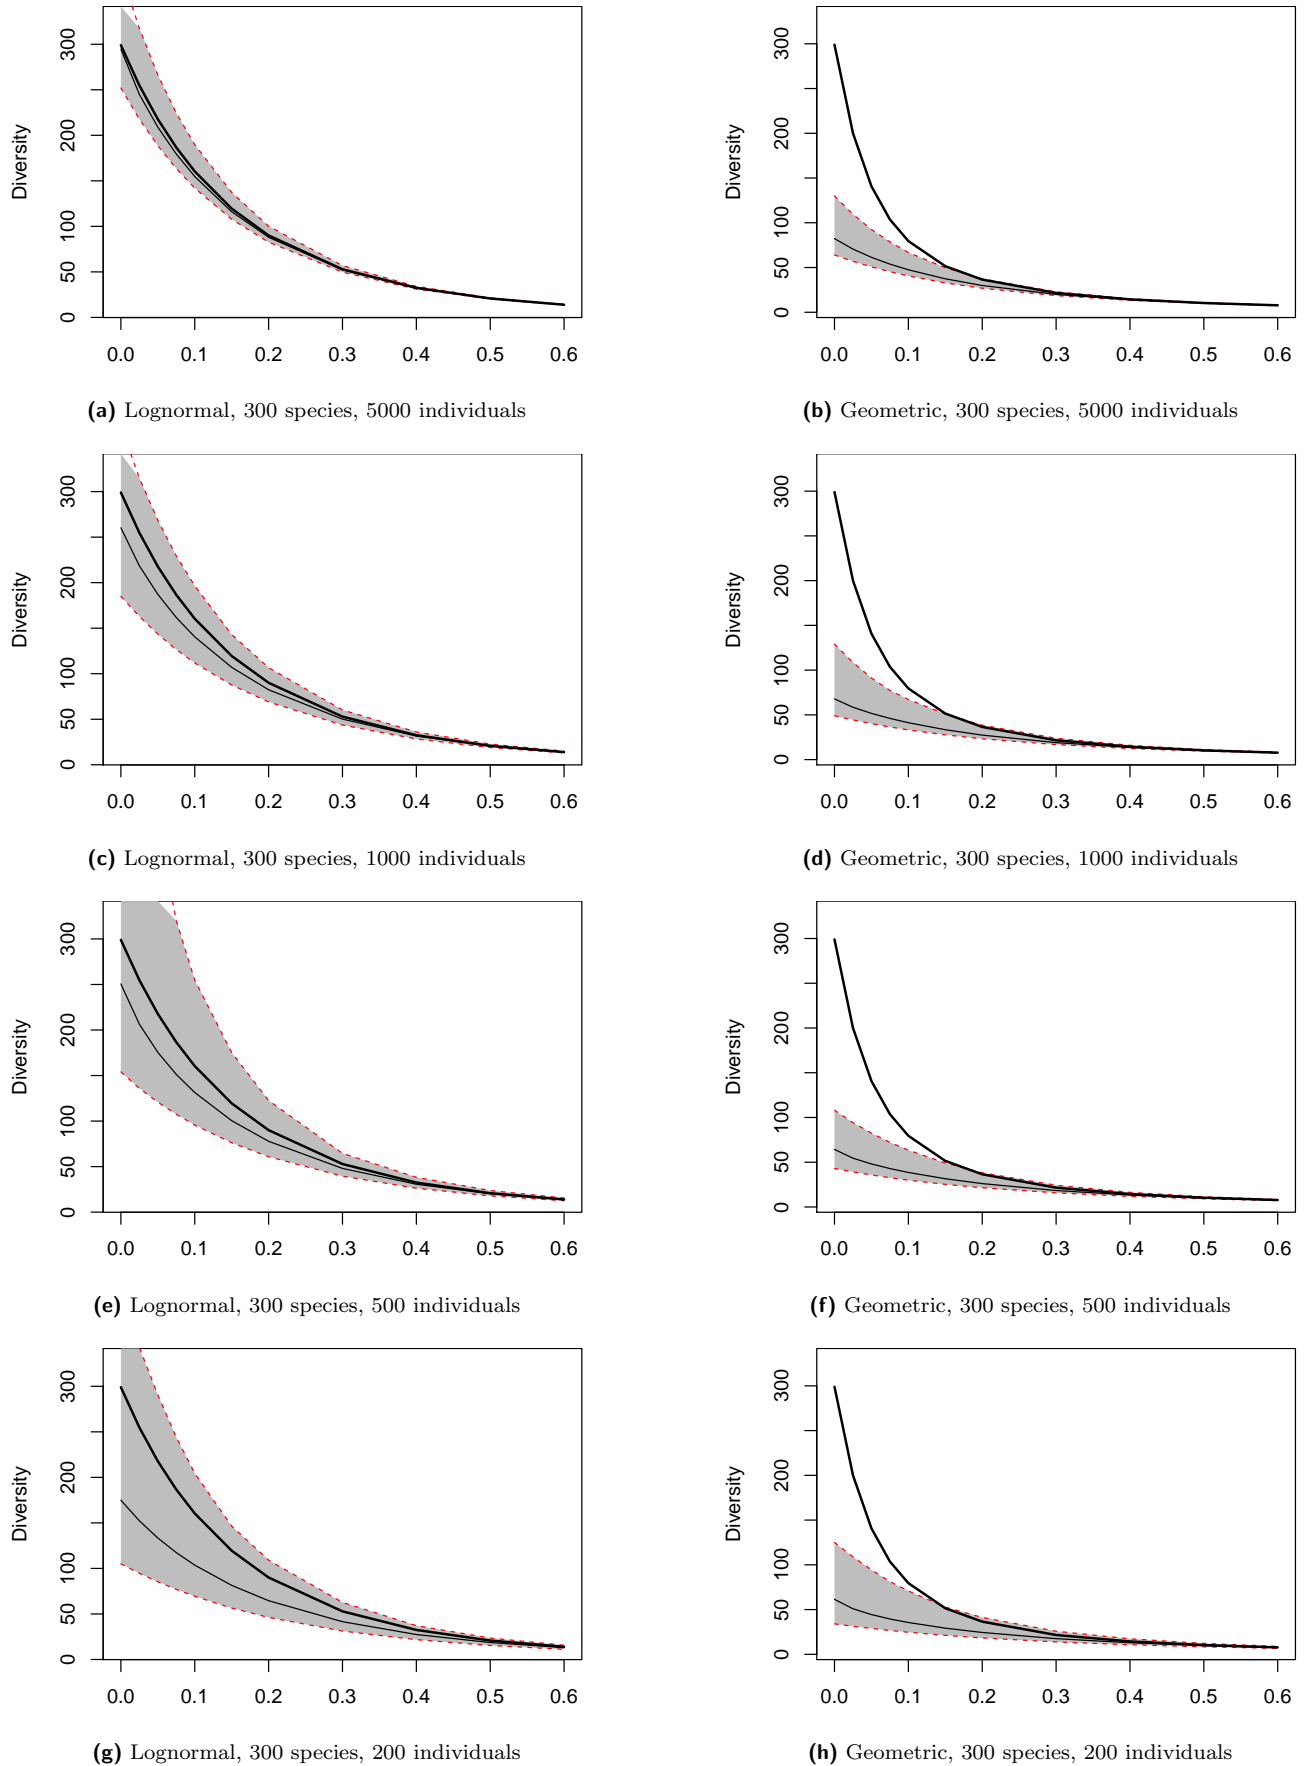 Diversity
0 50 100 200 300
0.0 0.1 0.2 0.3 0.4 0.5 0.6
(a) Lognormal, 300 species, 5000 individuals
Diversity
0 50 100 200 300
0.0 0.1 0.2 0.3 0.4 0.5 0.6
(b) Geometric, 300 species, 5000 individuals
Diversity
0 50 100 200 300
0.0 0.1 0.2 0.3 0.4 0.5 0.6
(c) Lognormal, 300 species, 1000 individuals
Diversity
0 50 100 200 300
0.0 0.1 0.2 0.3 0.4 0.5 0.6
(d) Geometric, 300 species, 1000 individuals
Diversity
0 50 100 200 300
0.0 0.1 0.2 0.3 0.4 0.5 0.6
(e) Lognormal, 300 species, 500 individuals
Diversity
0 50 100 200 300
0.0 0.1 0.2 0.3 0.4 0.5 0.6
(f) Geometric, 300 species, 500 individuals
Diversity
0 50 100 200 300
0.0 0.1 0.2 0.3 0.4 0.5 0.6
(g) Lognormal, 300 species, 200 individuals
Diversity
0 50 100 200 300
0.0 0.1 0.2 0.3 0.4 0.5 0.6
(h) Geometric, 300 species, 200 individuals